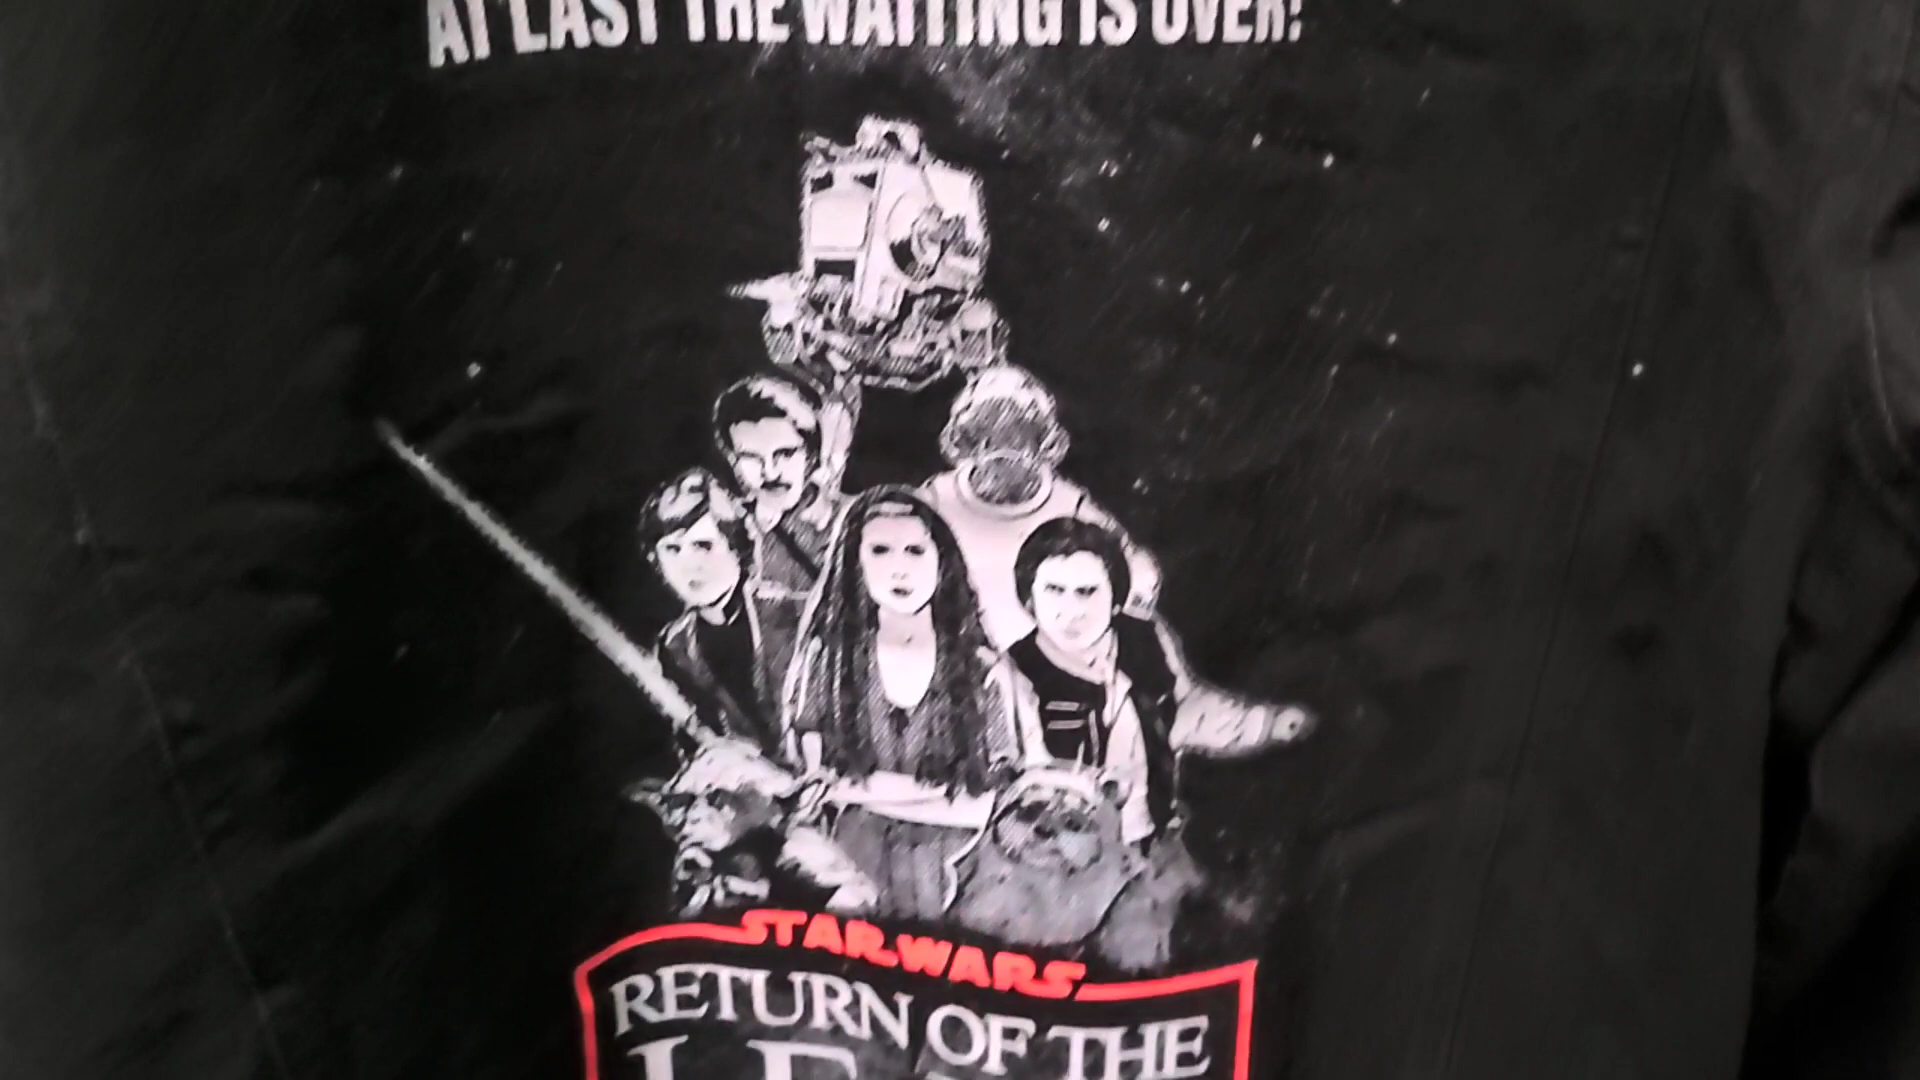 AT LAST THE WAITING IS OVER!
STAR WARS
RETURN OF THE